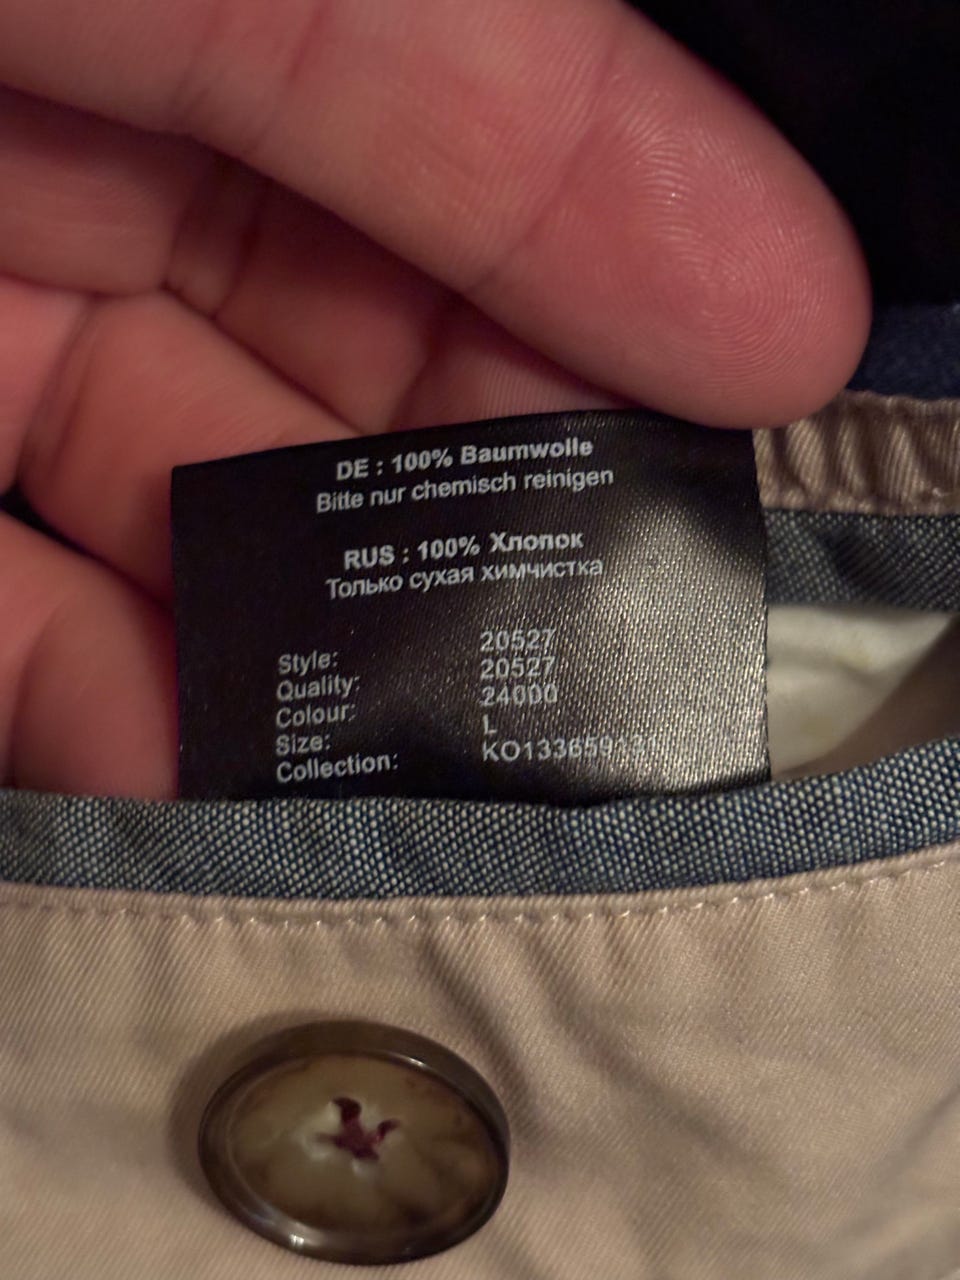 DE : 100% Baumwolle
Bitte nur chemisch reinigen
RUS : 100% Хлопок
Только сухая химчистка
Style: 20527
Quality: 20527
Colour: 24000
Size: L
Collection: